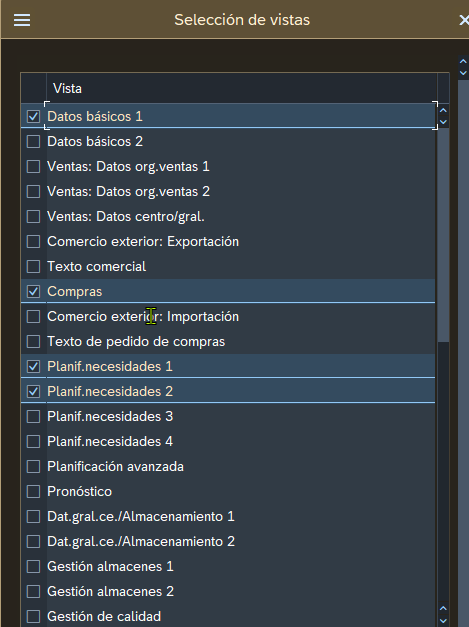 Selección de vistas
Vista
Datos básicos 1
Datos básicos 2
Ventas: Datos org.ventas 1
Ventas: Datos org.ventas 2
Ventas: Datos centro/gral.
Comercio exterior: Exportación
Texto comercial
Compras
Comercio exterior: Importación
Texto de pedido de compras
Planif.necesidades 1
Planif.necesidades 2
Planif.necesidades 3
Planif.necesidades 4
Planificación avanzada
Pronóstico
Dat.gral.ce./Almacenamiento 1
Dat.gral.ce./Almacenamiento 2
Gestión almacenes 1
Gestión almacenes 2
Gestión de calidad